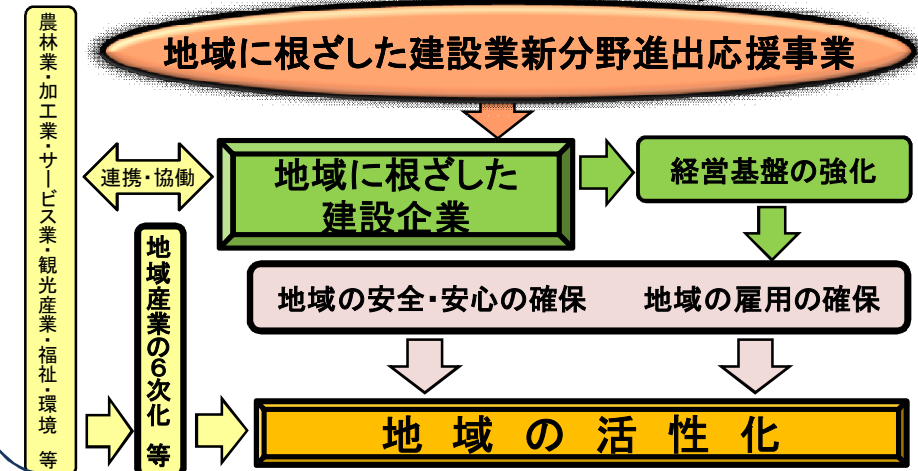 地域に根ざした建設業新分野進出応援事業
農林業・加工業・サービス業・観光産業・福祉・環境　等
連携・協働
地域に根ざした
建設企業
経営基盤の強化
地域産業の6次化　等
地域の安全・安心の確保　　地域の雇用の確保
地域の活性化